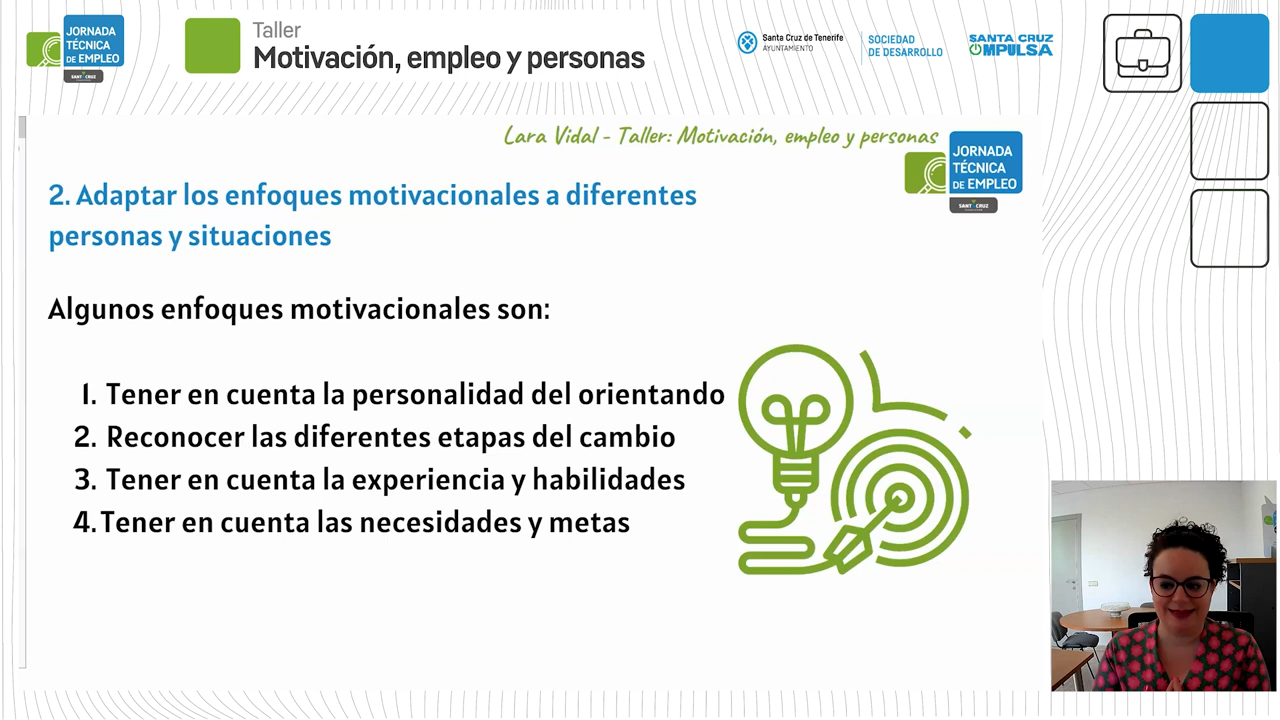 JORNADA
TÉCNICA
DE EMPLEO
Taller
Motivación, empleo y personas
Santa Cruz de Tenerife
AYUNTAMIENTO
SOCIEDAD
DE DESARROLLO
SANTA CRUZ
MPULSA
Lara Vidal - Taller: Motivación, empleo y personas
JORNADA
TÉCNICA
DE EMPLEO
2. Adaptar los enfoques motivacionales a diferentes
personas y situaciones
Algunos enfoques motivacionales son:
1. Tener en cuenta la personalidad del orientando
2. Reconocer las diferentes etapas del cambio
3. Tener en cuenta la experiencia y habilidades
4. Tener en cuenta las necesidades y metas